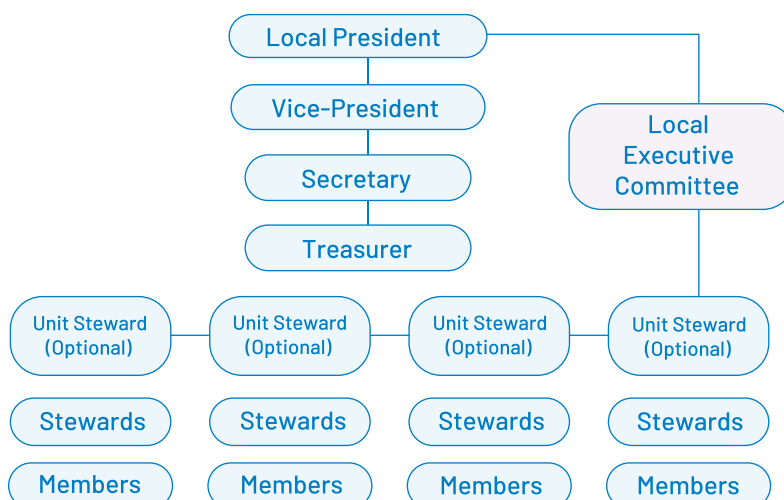 Local President
Vice-President
Local
Executive
Committee
Secretary
Treasurer
Unit Steward
(Optional)
Unit Steward
(Optional)
Unit Steward
(Optional)
Unit Steward
(Optional)
Stewards
Stewards
Stewards
Stewards
Members
Members
Members
Members